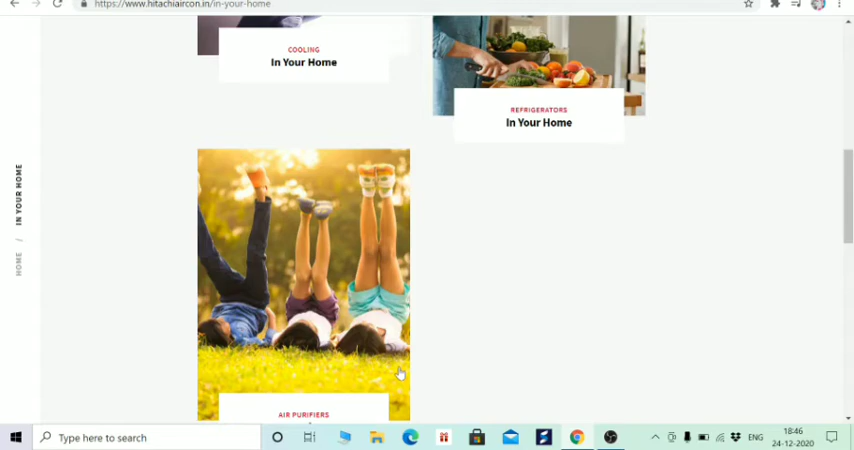 https://www.hitachiaircon.in/in-your-home
COOLING
In Your Home
REFRIGERATORS
In Your Home
HOME / IN YOUR HOME
AIR PURIFIERS
Type here to search
ENG
18:46
24-12-2020